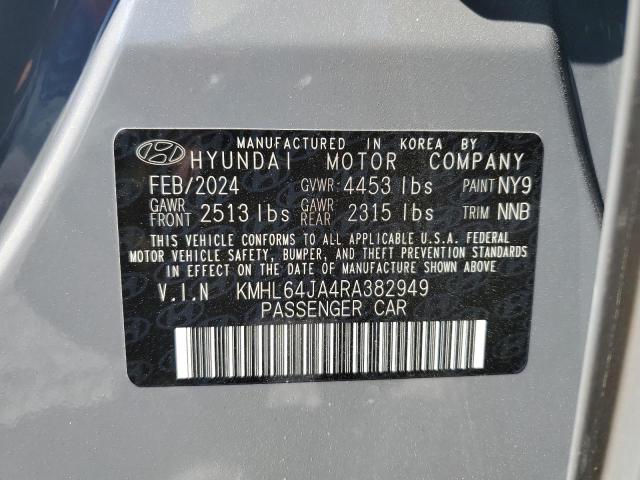 MANUFACTURED IN KOREA BY
HYUNDAI MOTOR COMPANY
FEB/2024 GVWR 4453 lbs PAINT NY9
GAWR FRONT 2513 lbs GAWR REAR 2315 lbs TRIM NNB
THIS VEHICLE CONFORMS TO ALL APPLICABLE U.S.A. FEDERAL
MOTOR VEHICLE SAFETY, BUMPER, AND THEFT PREVENTION STANDARDS
IN EFFECT ON THE DATE OF MANUFACTURE SHOWN ABOVE
V.I.N KMHL64JA4RA382949
PASSENGER CAR